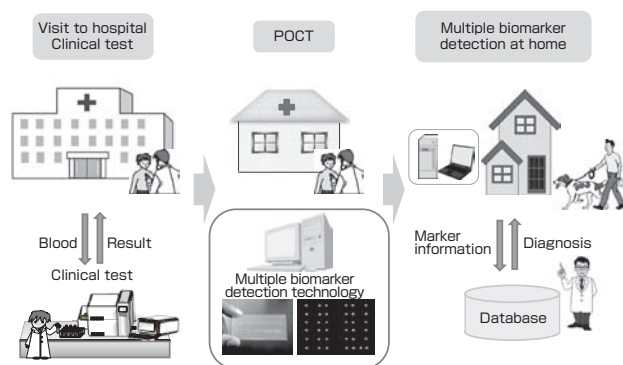 Visit to hospital
Clinical test
POCT
Multiple biomarker
detection at home
Blood
Result
Clinical test
Multiple biomarker
detection technology
Marker
information
Diagnosis
Database